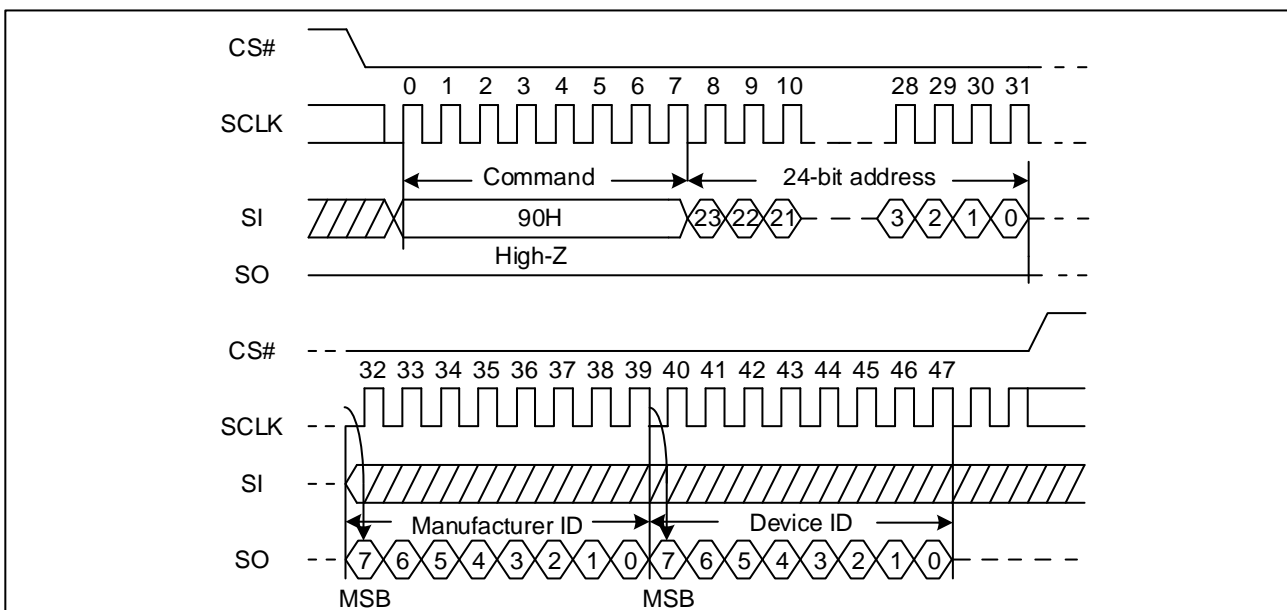 CS#
0 1 2 3 4 5 6 7 8 9 10 28 29 30 31
SCLK
Command 24-bit address
SI 90H 23 22 21 3 2 1 0
High-Z
SO
CS#
32 33 34 35 36 37 38 39 40 41 42 43 44 45 46 47
SCLK
SI
Manufacturer ID Device ID
SO 7 6 5 4 3 2 1 0 7 6 5 4 3 2 1 0
MSB MSB